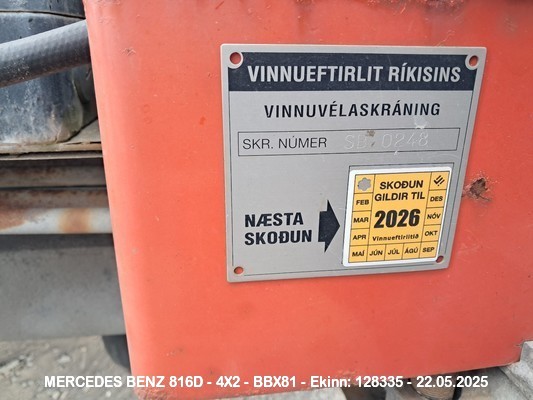 VINNUEFTIRLIT RÍKISINS
VINNUVÉLASKRÁNING
SKR. NÚMER 0248
NÆSTA
SKOÐUN
SKOÐUN
GILDIR TIL
FEB DES
MAR 2026 NÓV
APR Vinnueftirlitið OKT
MAÍ JÚN JÚL ÁGÚ SEP
MERCEDES BENZ 816D - 4X2 - BBX81 - Ekinn: 128335 - 22.05.2025